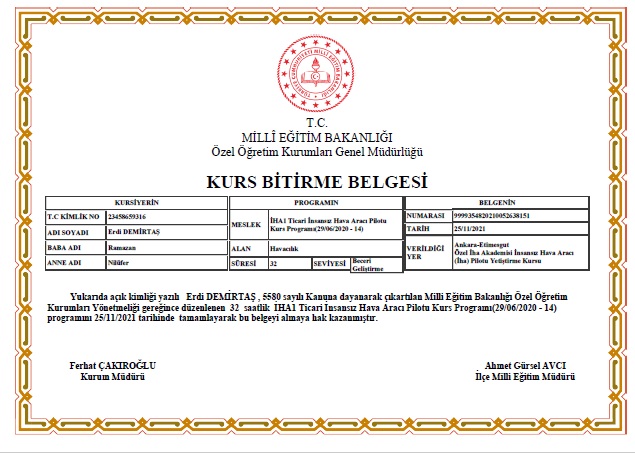 T.C.
MİLLÎ EĞİTİM BAKANLIĞI
Özel Öğretim Kurumları Genel Müdürlüğü
KURS BİTİRME BELGESİ
KURSİYERİN
T.C KİMLİK NO 23458659316
ADI SOYADI Erdi DEMİRTAŞ
BABA ADI Ramazan
ANNE ADI Nilüfer
PROGRAMIN
MESLEK İHA1 Ticari İnsansız Hava Aracı Pilotu
Kurs Programı(29/06/2020 - 14)
ALAN Havacılık
SÜRESİ 32 SEVİYESİ Beceri
Geliştirme
BELGENİN
NUMARASI 9999354820210052638151
TARİH 25/11/2021
VERİLDİĞİ
YER
Ankara-Etimesgut
Özel İha Akademisi İnsansız Hava Aracı
(İha) Pilotu Yetiştirme Kursu
Yukarıda açık kimliği yazılı Erdi DEMİRTAŞ , 5580 sayılı Kanuna dayanarak çıkartılan Milli Eğitim Bakanlığı Özel Öğretim
Kurumları Yönetmeliği gereğince düzenlenen 32 saatlik İHA1 Ticari İnsansız Hava Aracı Pilotu Kurs Programı(29/06/2020 - 14)
programını 25/11/2021 tarihinde tamamlayarak bu belgeyi almaya hak kazanmıştır.
Ferhat ÇAKIROĞLU
Kurum Müdürü
Ahmet Gürsel AVCI
İlçe Milli Eğitim Müdürü